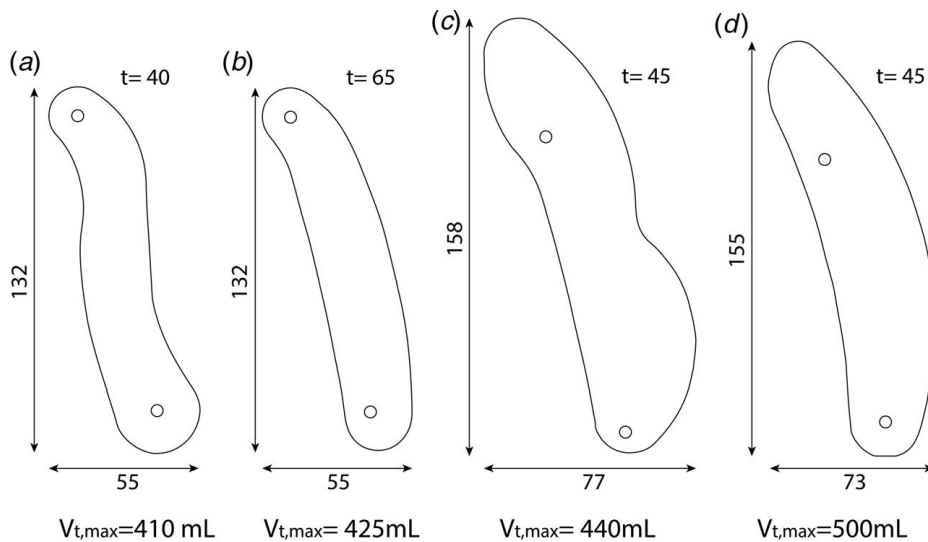 (a)
t= 40
132
55
Vt,max=410 mL
(b)
t= 65
132
55
Vt,max= 425mL
(c)
t= 45
158
77
Vt,max= 440mL
(d)
t= 45
155
73
Vt,max=500mL